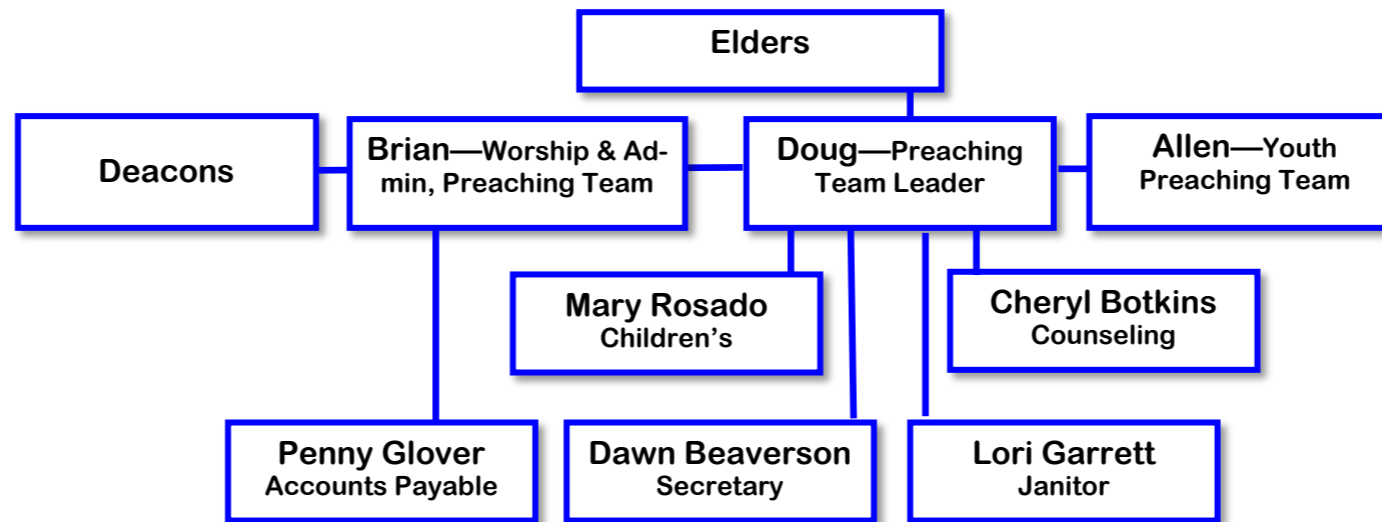 Elders
Deacons
Brian—Worship & Ad-
min, Preaching Team
Doug—Preaching
Team Leader
Allen—Youth
Preaching Team
Mary Rosado
Children’s
Cheryl Botkins
Counseling
Penny Glover
Accounts Payable
Dawn Beaverson
Secretary
Lori Garrett
Janitor